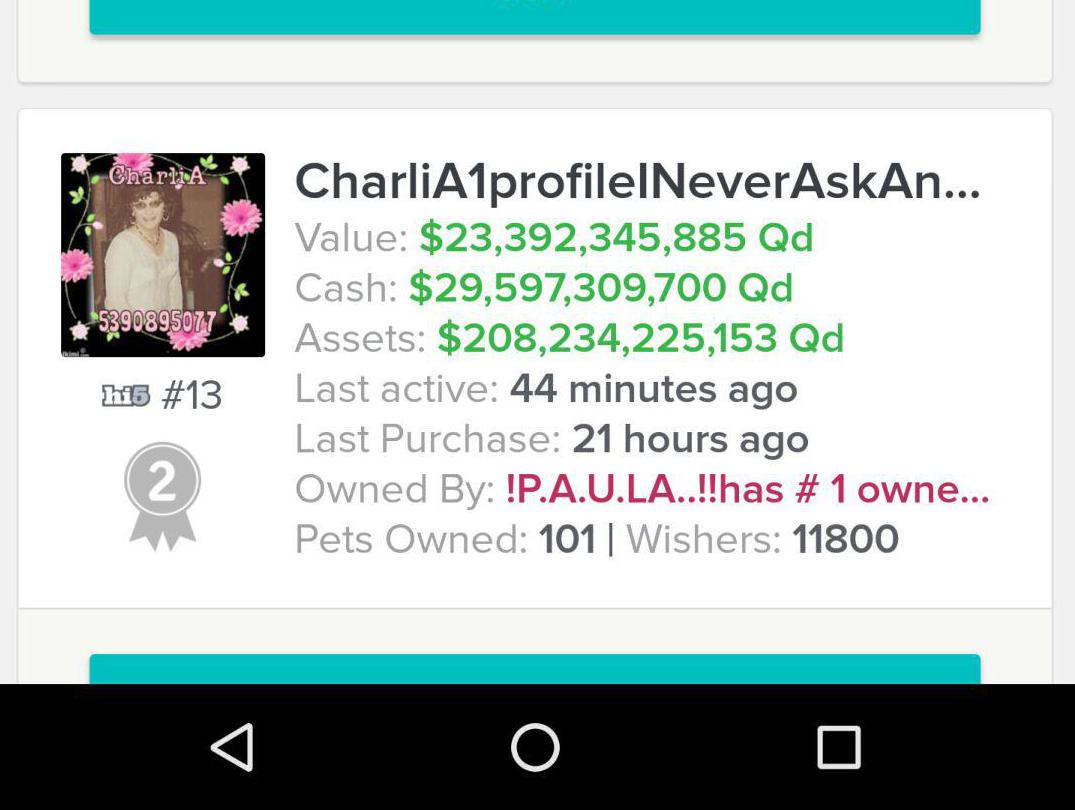 CharliA
5390895077
hi5 #13
2
CharliA1profileINeverAskAn...
Value: $23,392,345,885 Qd
Cash: $29,597,309,700 Qd
Assets: $208,234,225,153 Qd
Last active: 44 minutes ago
Last Purchase: 21 hours ago
Owned By: !P.A.U.LA..!!has # 1 owne...
Pets Owned: 101 | Wishers: 11800